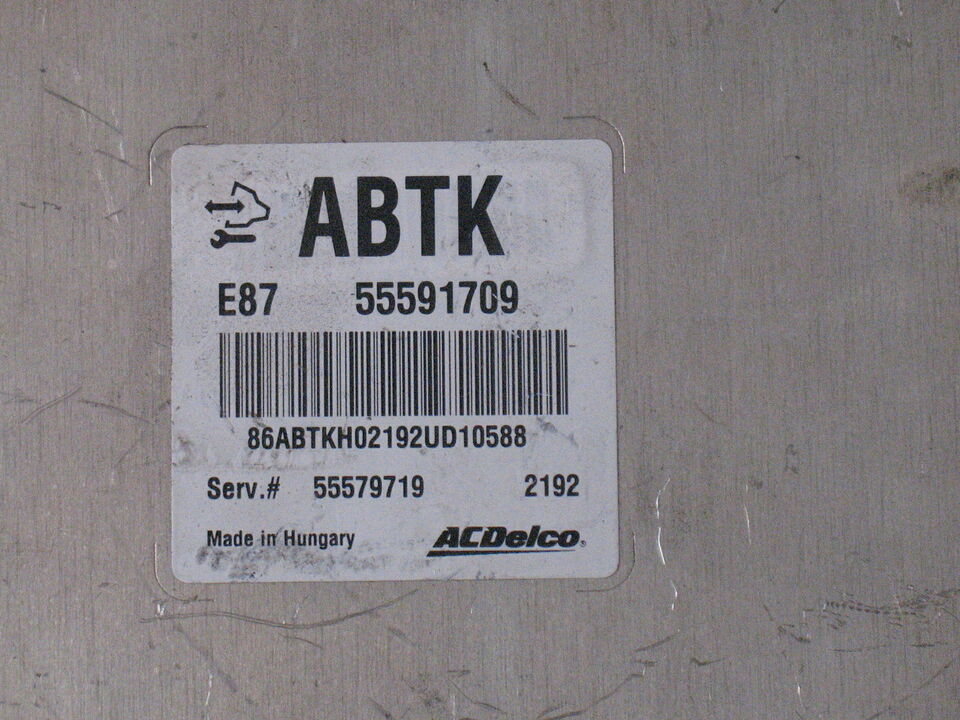 ABTK
E87 55591709
86ABTKH02192UD10588
Serv.# 55579719 2192
Made in Hungary ACDelco®